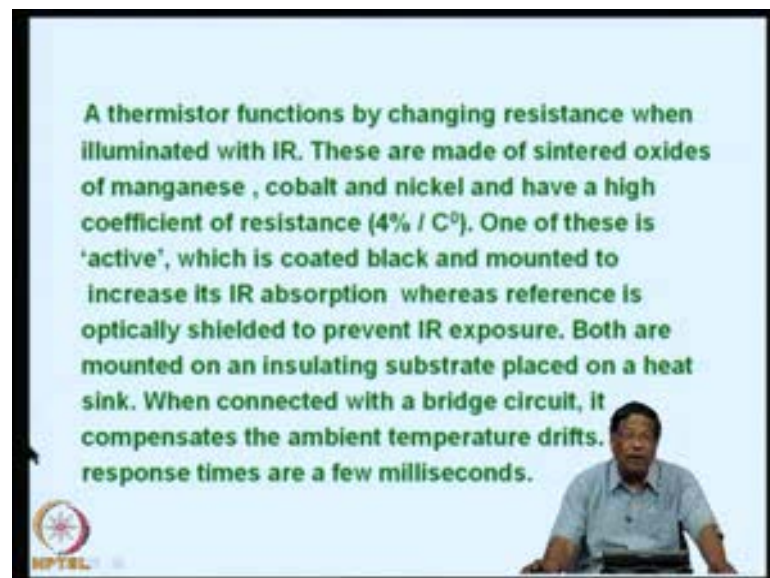 A thermistor functions by changing resistance when
illuminated with IR. These are made of sintered oxides
of manganese , cobalt and nickel and have a high
coefficient of resistance (4% / C⁰). One of these is
‘active’, which is coated black and mounted to
increase its IR absorption whereas reference is
optically shielded to prevent IR exposure. Both are
mounted on an insulating substrate placed on a heat
sink. When connected with a bridge circuit, it
compensates the ambient temperature drifts.
response times are a few milliseconds.
NPTEL